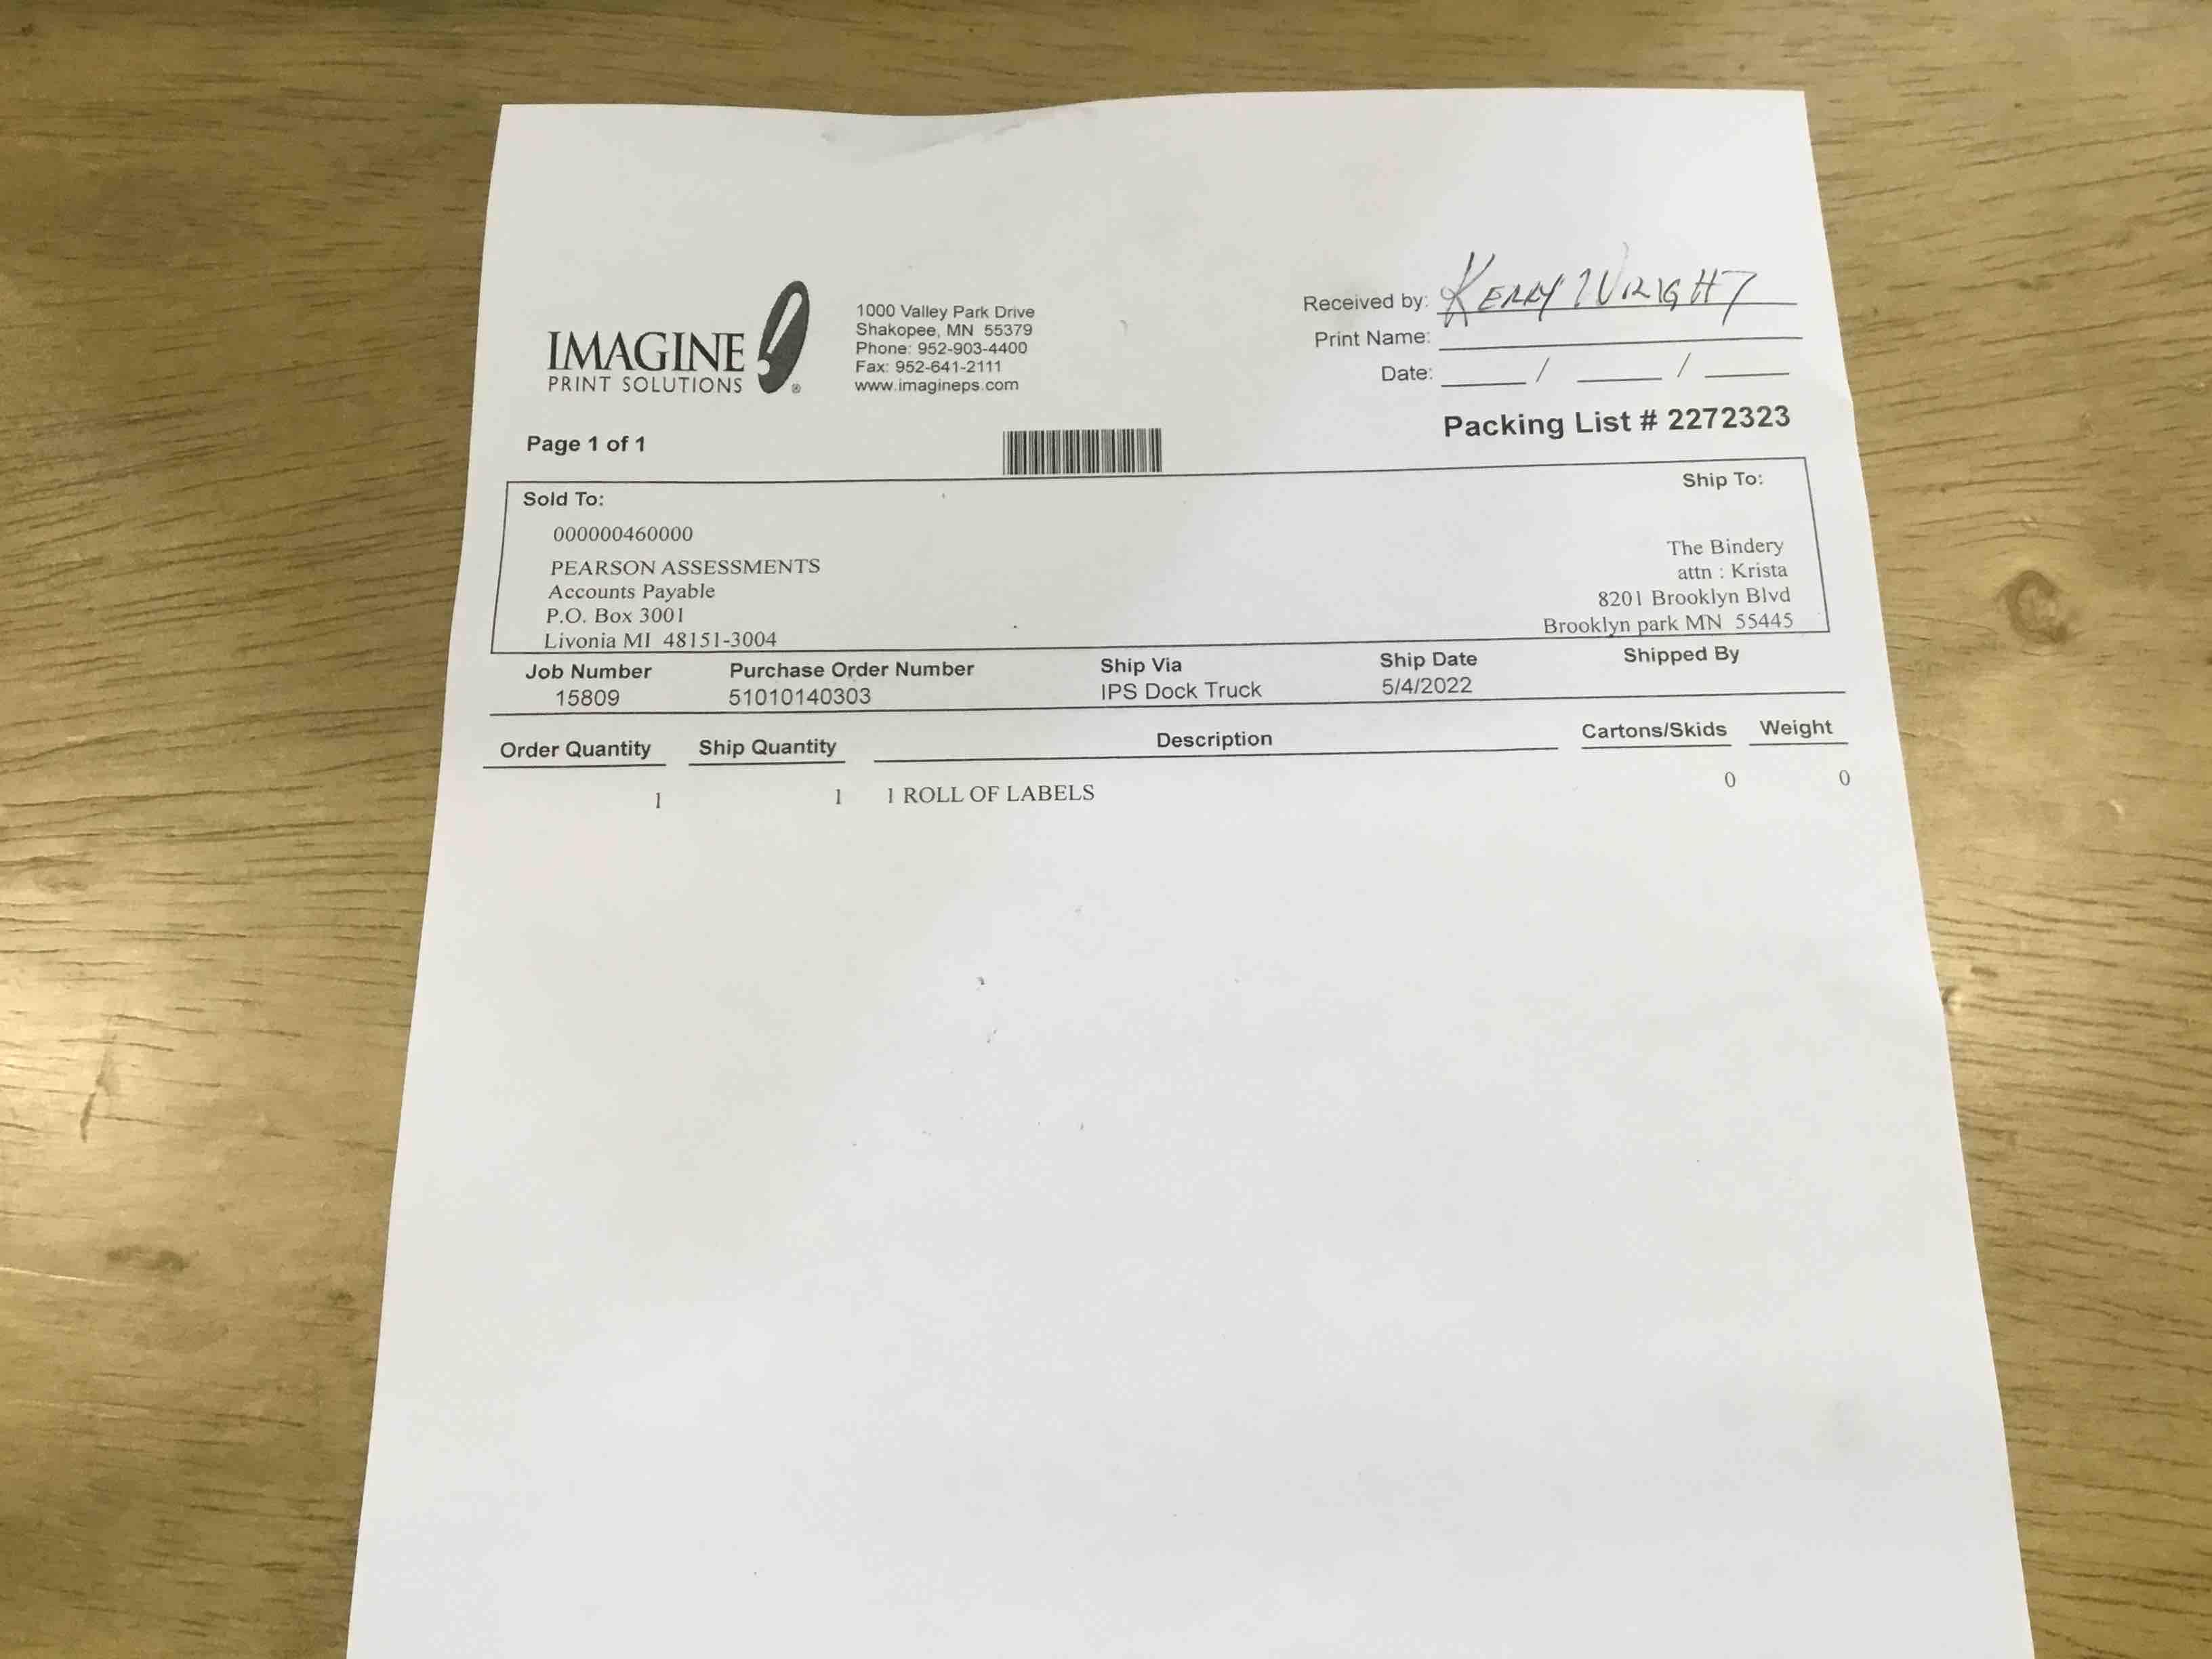 IMAGINE
PRINT SOLUTIONS ®
1000 Valley Park Drive
Shakopee, MN 55379
Phone: 952-903-4400
Fax: 952-641-2111
www.imagineps.com
Received by: KERRY WRIGHT
Print Name:
Date: / /
Packing List # 2272323
Page 1 of 1
Sold To:
000000460000
PEARSON ASSESSMENTS
Accounts Payable
P.O. Box 3001
Livonia MI 48151-3004
Ship To:
The Bindery
attn : Krista
8201 Brooklyn Blvd
Brooklyn park MN 55445
Job Number Purchase Order Number Ship Via Ship Date Shipped By
15809 51010140303 IPS Dock Truck 5/4/2022
Order Quantity Ship Quantity Description Cartons/Skids Weight
1 1 1 ROLL OF LABELS 0 0